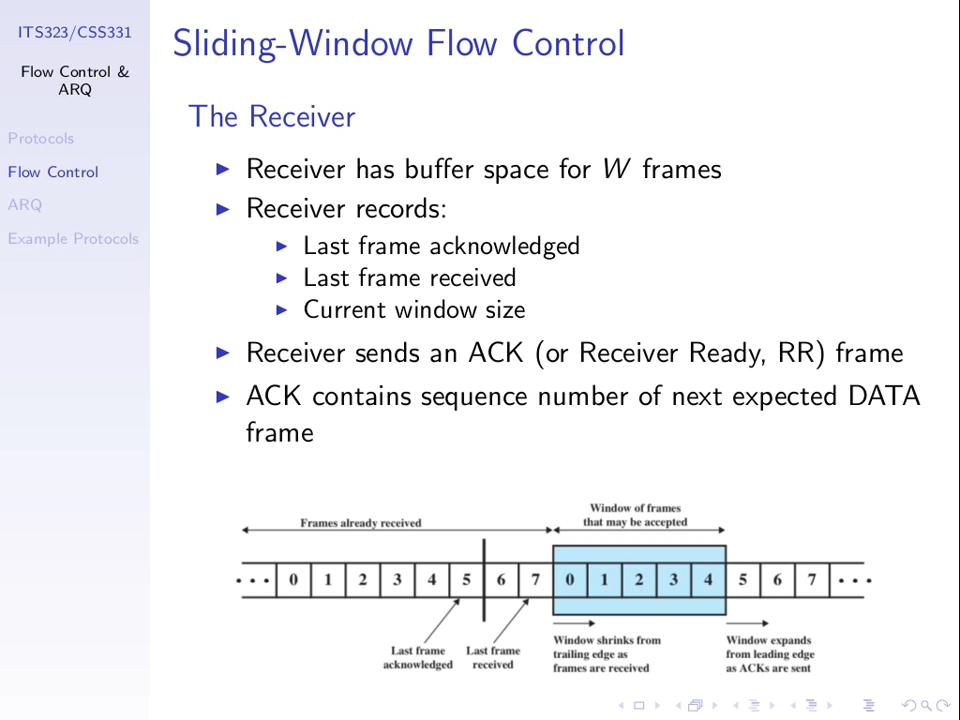 ITS323/CSS331
Flow Control &
ARQ
Protocols
Flow Control
ARQ
Example Protocols
Sliding-Window Flow Control
The Receiver
Receiver has buffer space for W frames
Receiver records:
Last frame acknowledged
Last frame received
Current window size
Receiver sends an ACK (or Receiver Ready, RR) frame
ACK contains sequence number of next expected DATA
frame
Frames already received
Window of frames
that may be accepted
• • • 0 1 2 3 4 5 6 7 0 1 2 3 4 5 6 7 • • •
Last frame
acknowledged
Last frame
received
Window shrinks from
trailing edge as
frames are received
Window expands
from leading edge
as ACKs are sent